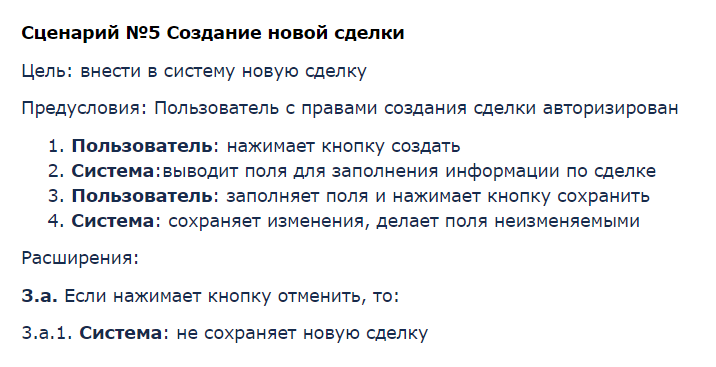 Сценарий №5 Создание новой сделки
Цель: внести в систему новую сделку
Предусловия: Пользователь с правами создания сделки авторизирован
1. Пользователь: нажимает кнопку создать
2. Система:выводит поля для заполнения информации по сделке
3. Пользователь: заполняет поля и нажимает кнопку сохранить
4. Система: сохраняет изменения, делает поля неизменяемыми
Расширения:
3.а. Если нажимает кнопку отменить, то:
3.а.1. Система: не сохраняет новую сделку